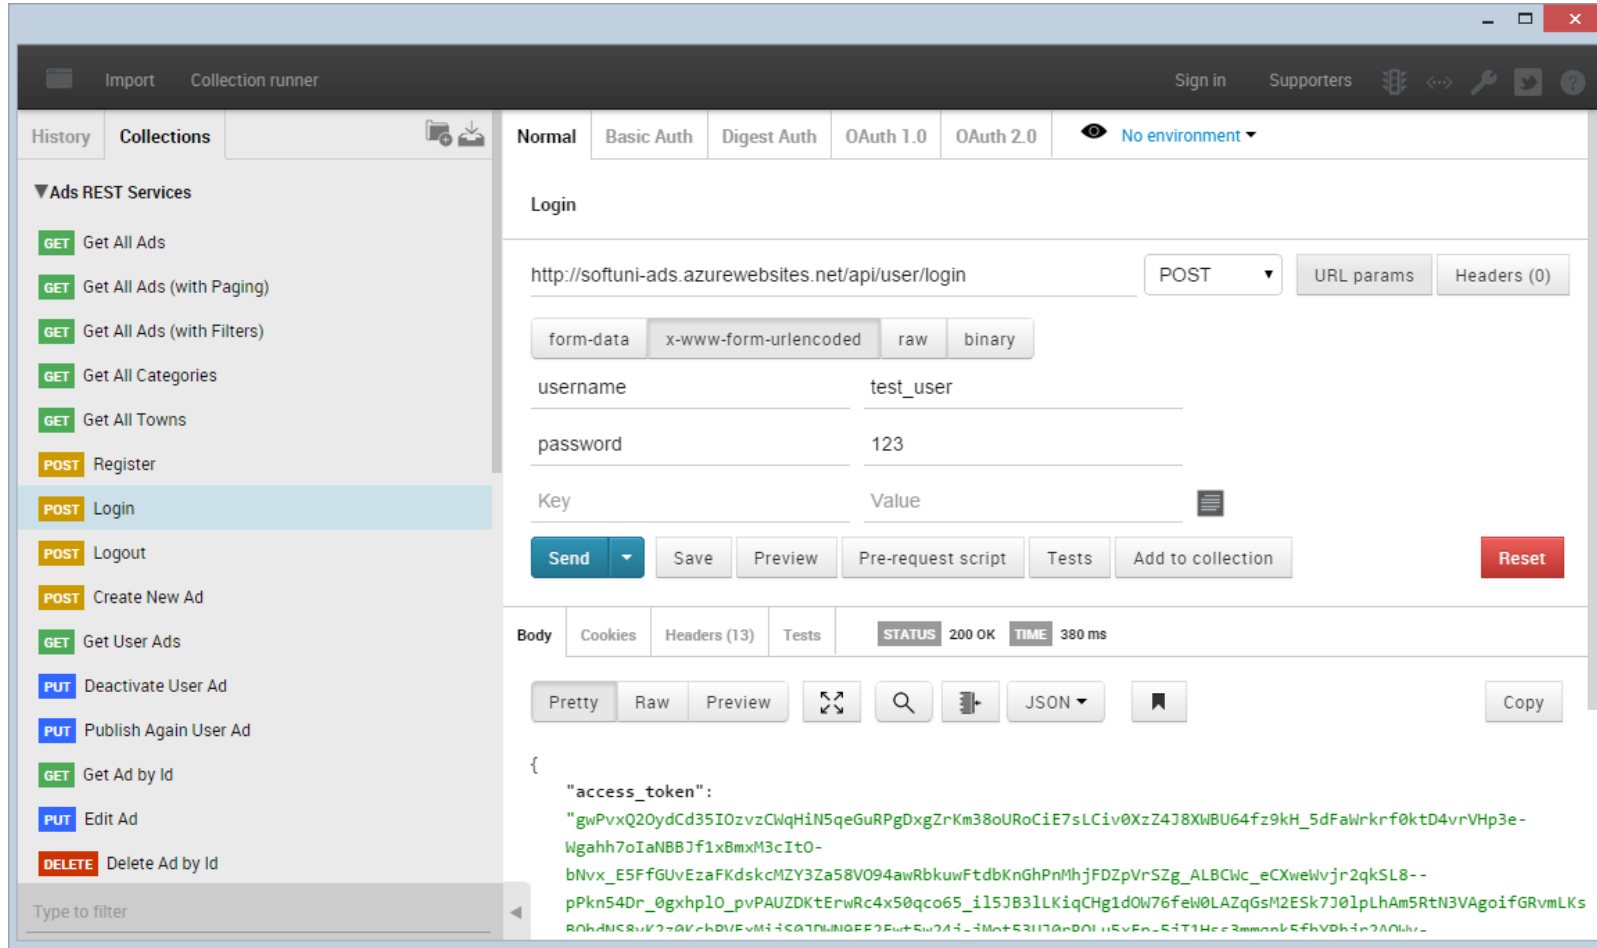 Import Collection runner Sign in Supporters
History Collections
Normal Basic Auth Digest Auth OAuth 1.0 OAuth 2.0 No environment
Ads REST Services
GET Get All Ads
GET Get All Ads (with Paging)
GET Get All Ads (with Filters)
GET Get All Categories
GET Get All Towns
POST Register
POST Login
POST Logout
POST Create New Ad
GET Get User Ads
PUT Deactivate User Ad
PUT Publish Again User Ad
GET Get Ad by Id
PUT Edit Ad
DELETE Delete Ad by Id
Type to filter
Login
http://softuni-ads.azurewebsites.net/api/user/login POST URL params Headers (0)
form-data x-www-form-urlencoded raw binary
username test_user
password 123
Key Value
Send Save Preview Pre-request script Tests Add to collection Reset
Body Cookies Headers (13) Tests STATUS 200 OK TIME 380 ms
Pretty Raw Preview JSON Copy
{
"access_token":
"gwPvxQ2OydCd35IOzvzCWqHiN5qeGuRPgDxgZrKm38oURoCiE7sLCiv0XzZ4J8XWBU64fz9kH_5dFaWrkrf0ktD4vrVHp3e-
Wgahh7oIaNBBJf1xBmxM3cItO-
bNvx_E5FfGUvEzaFKdskcMZY3Za58VO94awRbkuwFtdbKnGhPnMhjFDZpVrSZg_ALBCWc_eCXweWvjr2qkSL8--
pPkn54Dr_0gxhplO_pvPAUZDKtErwRc4x50qco65_il5JB3lLKiqCHg1dOW76feW0LAZqGsM2ESk7J0lpLhAm5RtN3VAgoifGRvmLKs